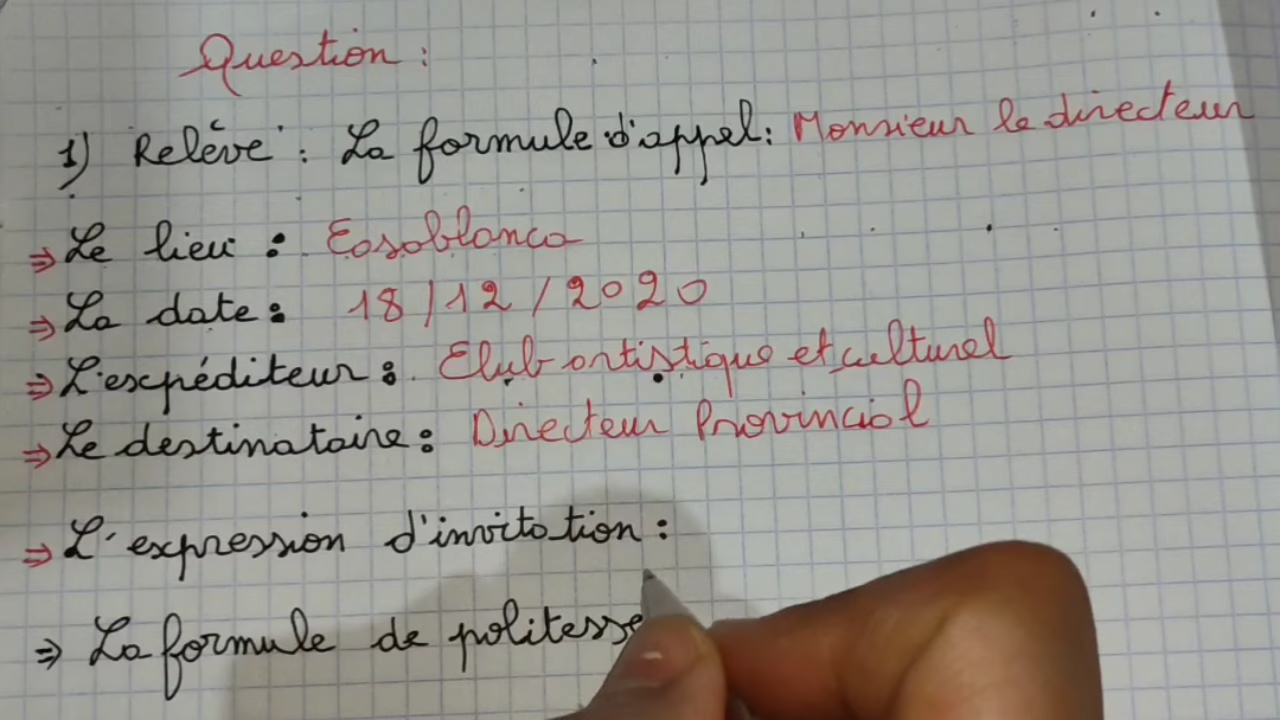 Question :
1) Relève : La formule d'appel : Monsieur le directeur
⇒ Le lieu : Casablanca
⇒ La date : 18/12/2020
⇒ L'expéditeur : Club artistique et culturel
⇒ Le destinataire : Directeur Provincial
⇒ L'expression d'invitation :
⇒ La formule de politesse